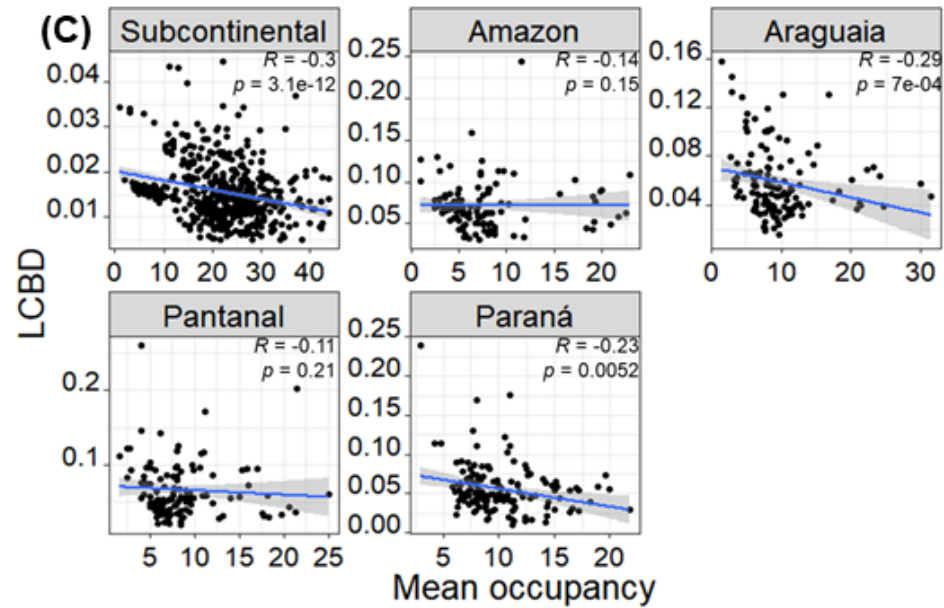 (C)
Subcontinental
R = -0.3
p = 3.1e-12
0.04
0.03
0.02
0.01
0 10 20 30 40
Amazon
R = -0.14
p = 0.15
0.25
0.20
0.15
0.10
0.05
0 5 10 15 20
Araguaia
R = -0.29
p = 7e-04
0.16
0.12
0.08
0.04
0 10 20 30
LCBD
Pantanal
R = -0.11
p = 0.21
0.2
0.1
5 10 15 20 25
Paraná
R = -0.23
p = 0.0052
0.25
0.20
0.15
0.10
0.05
0.00
5 10 15 20
Mean occupancy